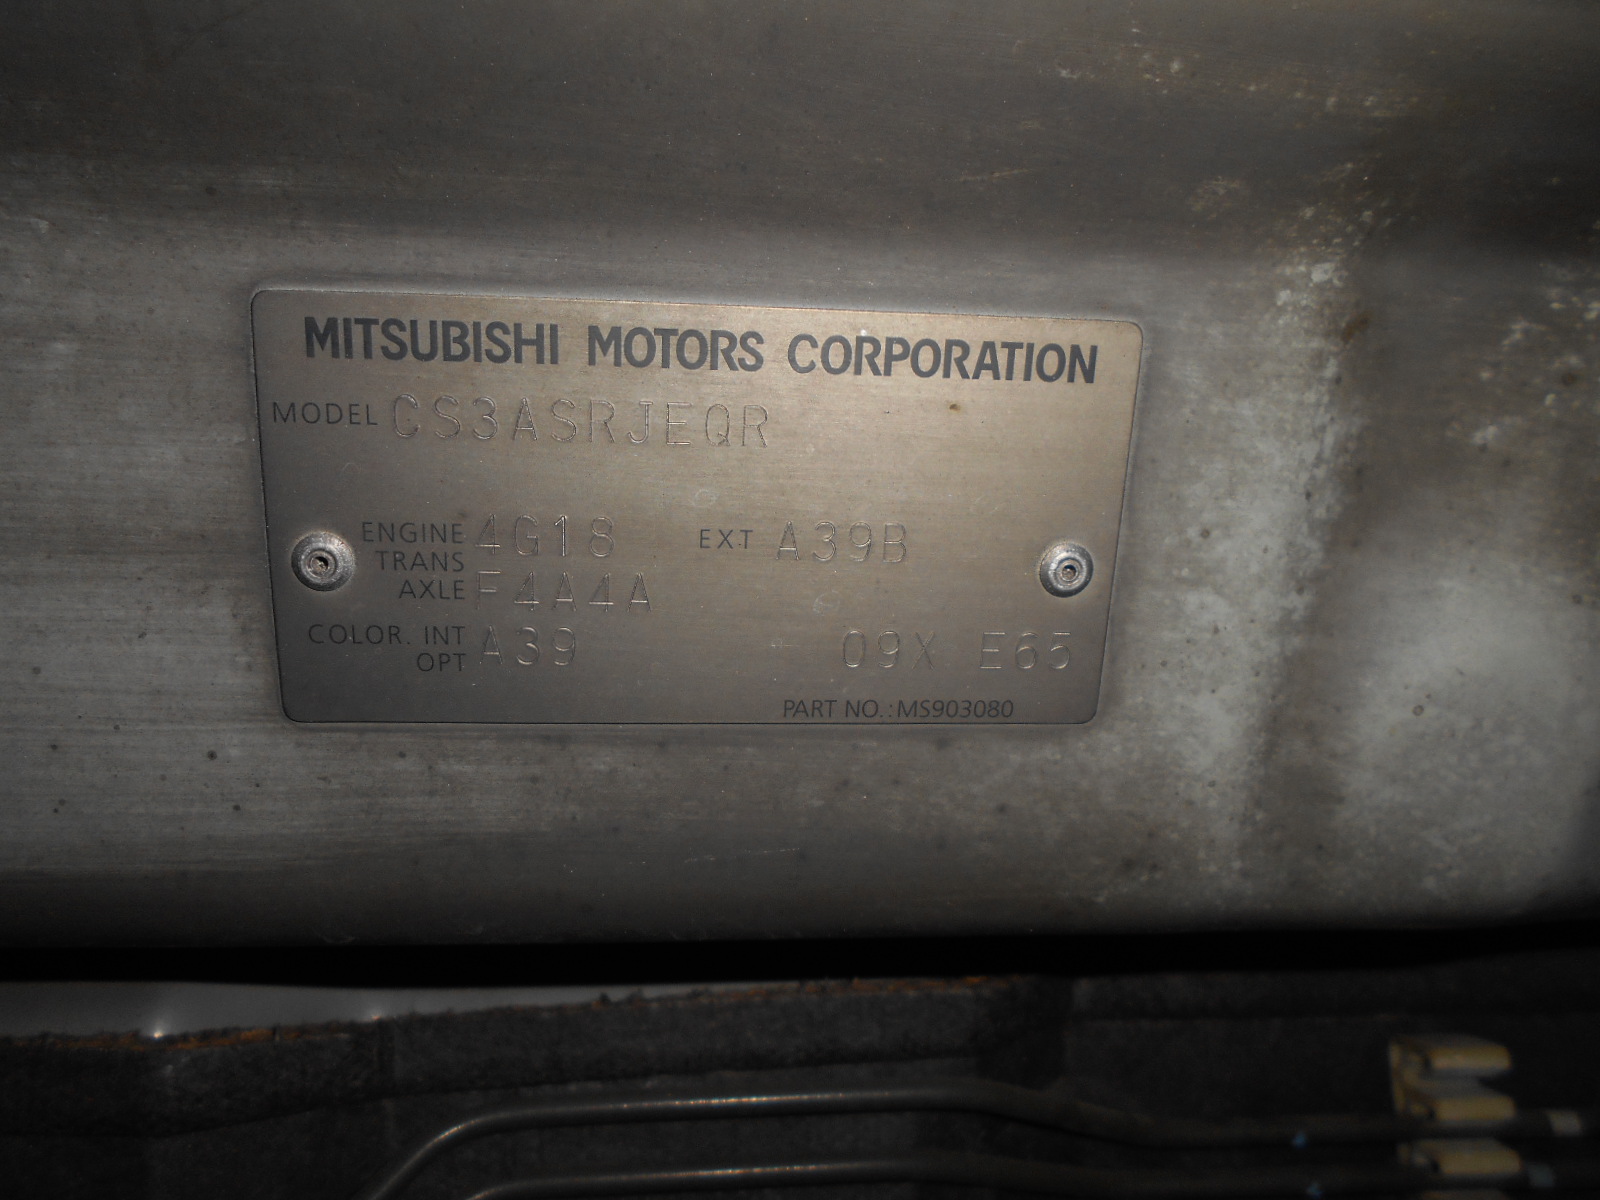 MITSUBISHI MOTORS CORPORATION
MODEL CS3ASRJEQR
ENGINE 4G18 EXT A39B
TRANS
AXLE F4A4A
COLOR. INT A39
OPT 09X E65
PART NO.: MS903080